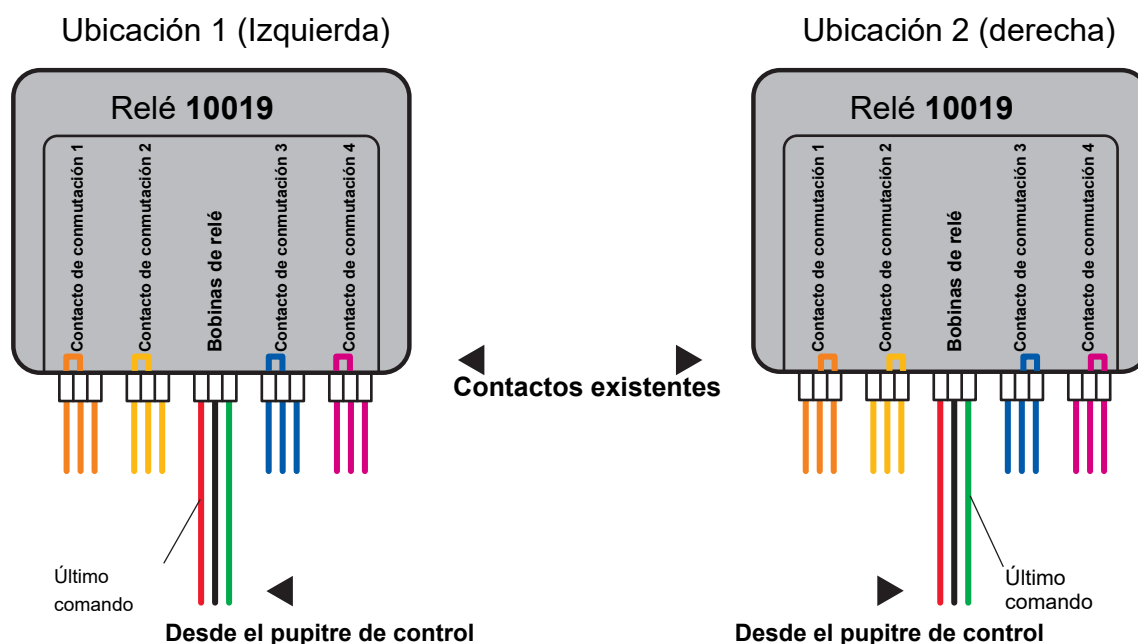 Ubicación 1 (Izquierda)
Relé 10019
Contacto de conmutación 1
Contacto de conmutación 2
Bobinas de relé
Contacto de conmutación 3
Contacto de conmutación 4
Último
comando
Desde el pupitre de control
Contactos existentes
Ubicación 2 (derecha)
Relé 10019
Contacto de conmutación 1
Contacto de conmutación 2
Bobinas de relé
Contacto de conmutación 3
Contacto de conmutación 4
Último
comando
Desde el pupitre de control